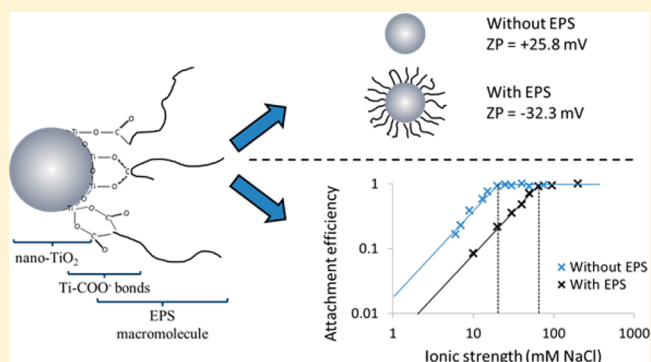 Without EPS
ZP = +25.8 mV
With EPS
ZP = -32.3 mV
Ti—O—C
O
Ti—O
C
Ti—O
Ti—O
O
O—C
O
nano-TiO₂
Ti-COO⁻ bonds
EPS
macromolecule
Attachment efficiency
1
0.1
0.01
Without EPS
With EPS
1
10
100
1000
Ionic strength (mM NaCl)